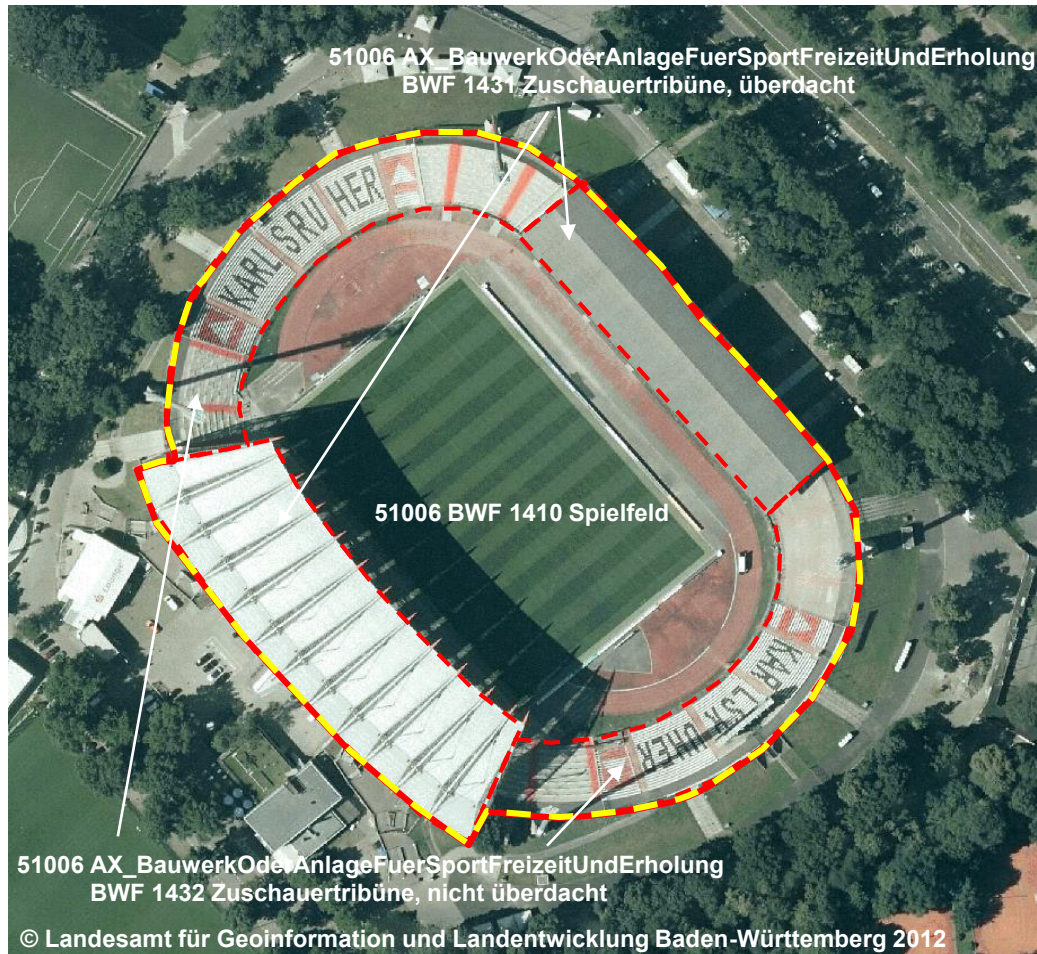 51006 AX_BauwerkOderAnlageFuerSportFreizeitUndErholung
BWF 1431 Zuschauertribüne, überdacht
KARLSRUHER
51006 BWF 1410 Spielfeld
KARLSRUHER
51006 AX_BauwerkOderAnlageFuerSportFreizeitUndErholung
BWF 1432 Zuschauertribüne, nicht überdacht
© Landesamt für Geoinformation und Landentwicklung Baden-Württemberg 2012